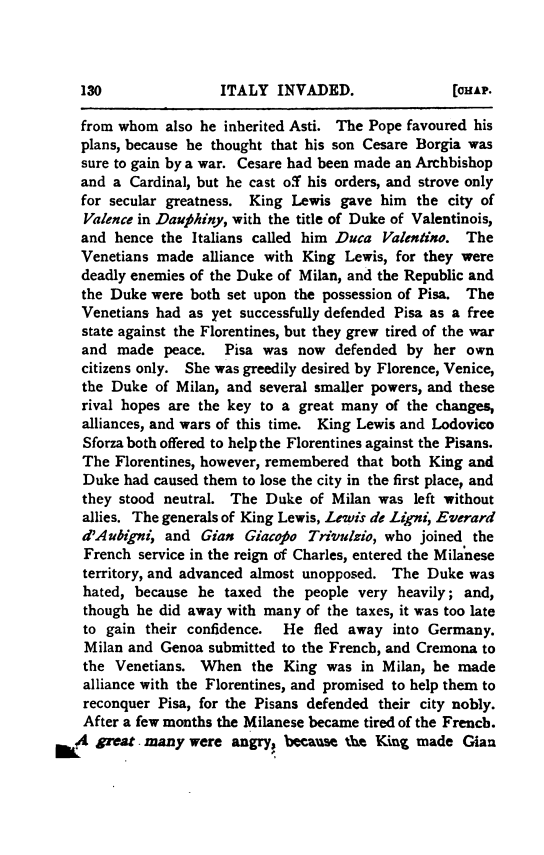 130 ITALY INVADED. [CHAP.
from whom also he inherited Asti. The Pope favoured his
plans, because he thought that his son Cesare Borgia was
sure to gain by a war. Cesare had been made an Archbishop
and a Cardinal, but he cast off his orders, and strove only
for secular greatness. King Lewis gave him the city of
Valence in Dauphiny, with the title of Duke of Valentinois,
and hence the Italians called him Duca Valentino. The
Venetians made alliance with King Lewis, for they were
deadly enemies of the Duke of Milan, and the Republic and
the Duke were both set upon the possession of Pisa. The
Venetians had as yet successfully defended Pisa as a free
state against the Florentines, but they grew tired of the war
and made peace. Pisa was now defended by her own
citizens only. She was greedily desired by Florence, Venice,
the Duke of Milan, and several smaller powers, and these
rival hopes are the key to a great many of the changes,
alliances, and wars of this time. King Lewis and Lodovico
Sforza both offered to help the Florentines against the Pisans.
The Florentines, however, remembered that both King and
Duke had caused them to lose the city in the first place, and
they stood neutral. The Duke of Milan was left without
allies. The generals of King Lewis, Lewis de Ligni, Everard
d'Aubigni, and Gian Giacopo Trivulzio, who joined the
French service in the reign of Charles, entered the Milanese
territory, and advanced almost unopposed. The Duke was
hated, because he taxed the people very heavily; and,
though he did away with many of the taxes, it was too late
to gain their confidence. He fled away into Germany.
Milan and Genoa submitted to the French, and Cremona to
the Venetians. When the King was in Milan, he made
alliance with the Florentines, and promised to help them to
reconquer Pisa, for the Pisans defended their city nobly.
After a few months the Milanese became tired of the French.
A great many were angry, because the King made Gian